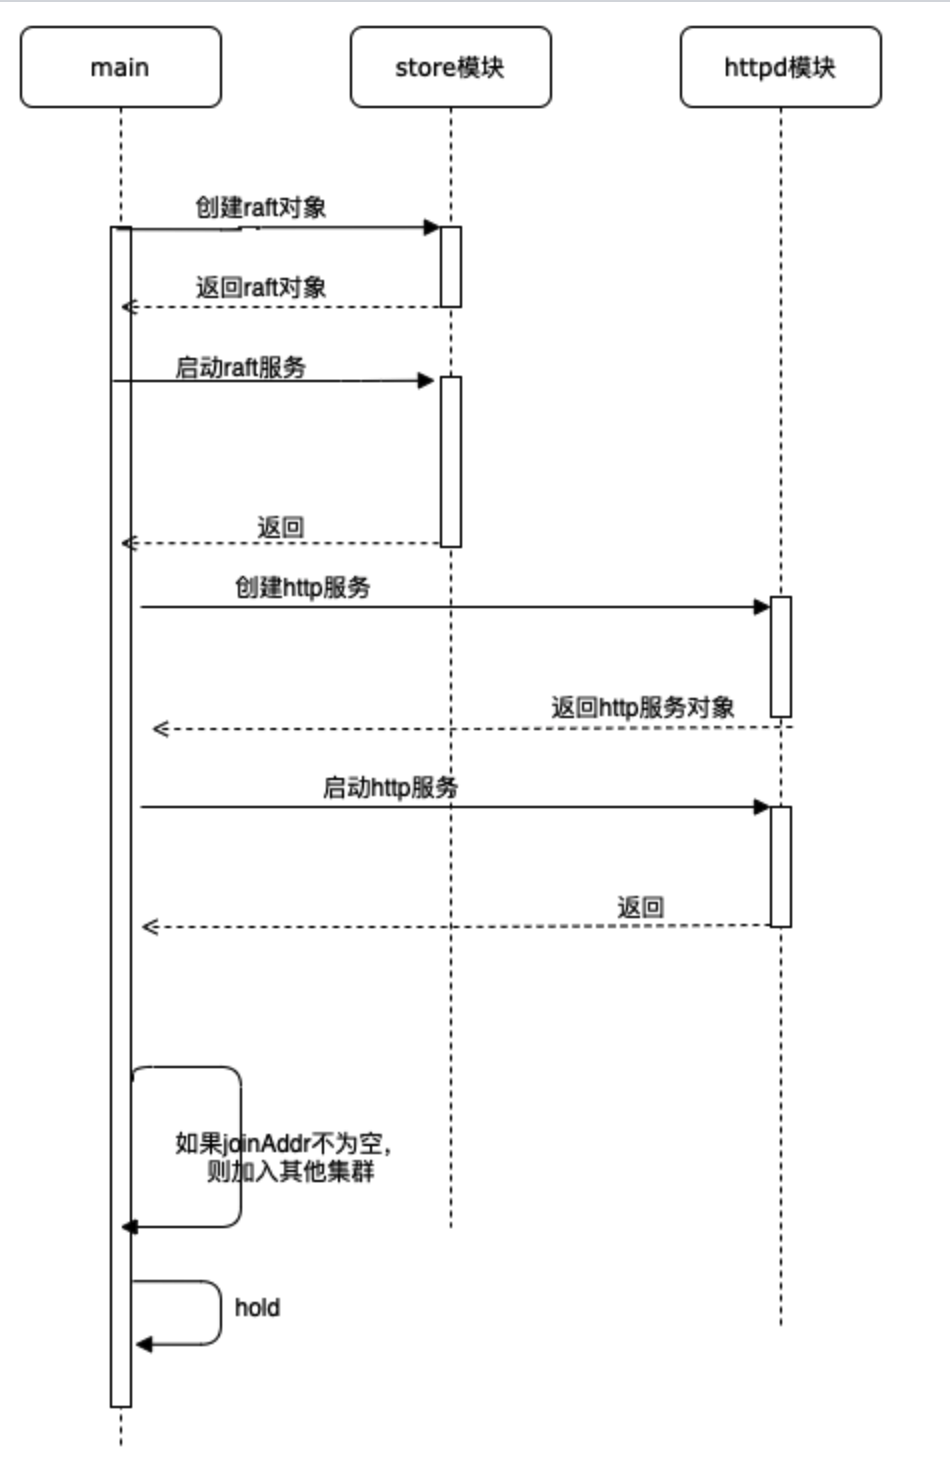 main
store模块
httpd模块
创建raft对象
返回raft对象
启动raft服务
返回
创建http服务
返回http服务对象
启动http服务
返回
如果joinAddr不为空，
则加入其他集群
hold